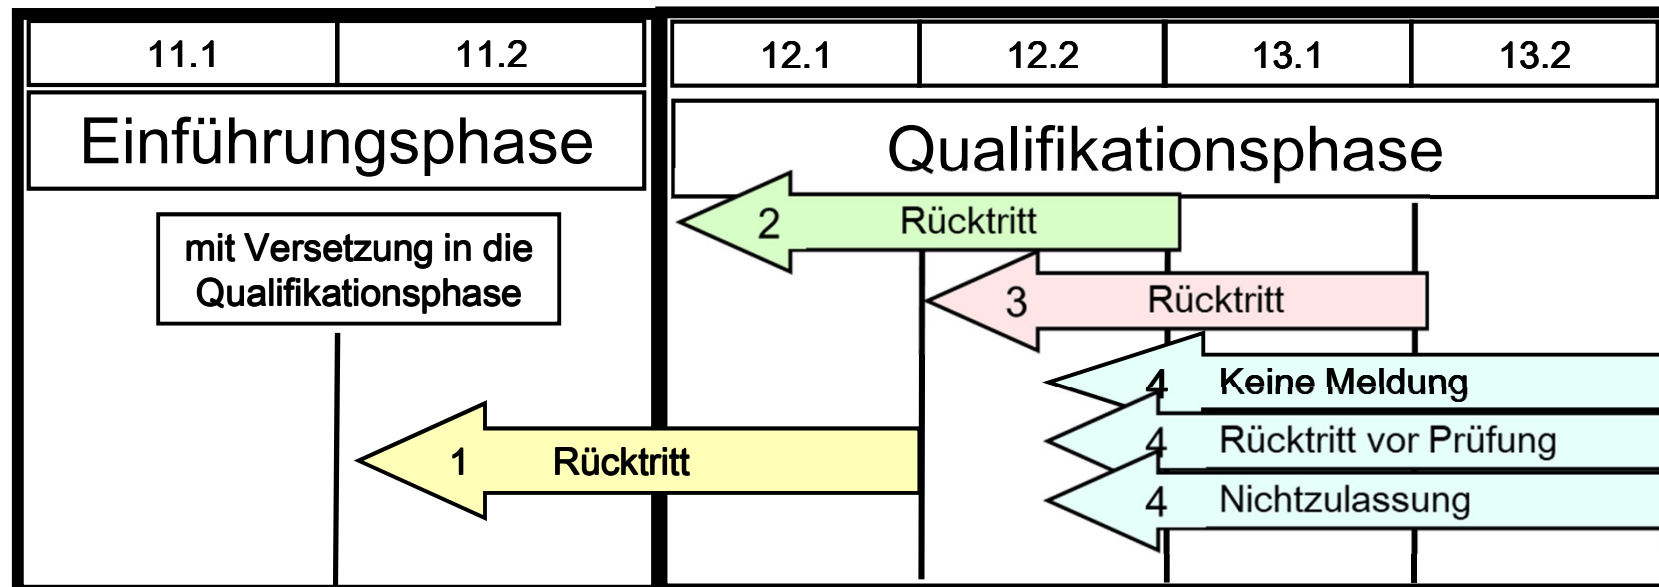 11.1 11.2 12.1 12.2 13.1 13.2
Einführungsphase
Qualifikationsphase
mit Versetzung in die
Qualifikationsphase
2 Rücktritt
3 Rücktritt
4 Keine Meldung
4 Rücktritt vor Prüfung
1 Rücktritt
4 Nichtzulassung